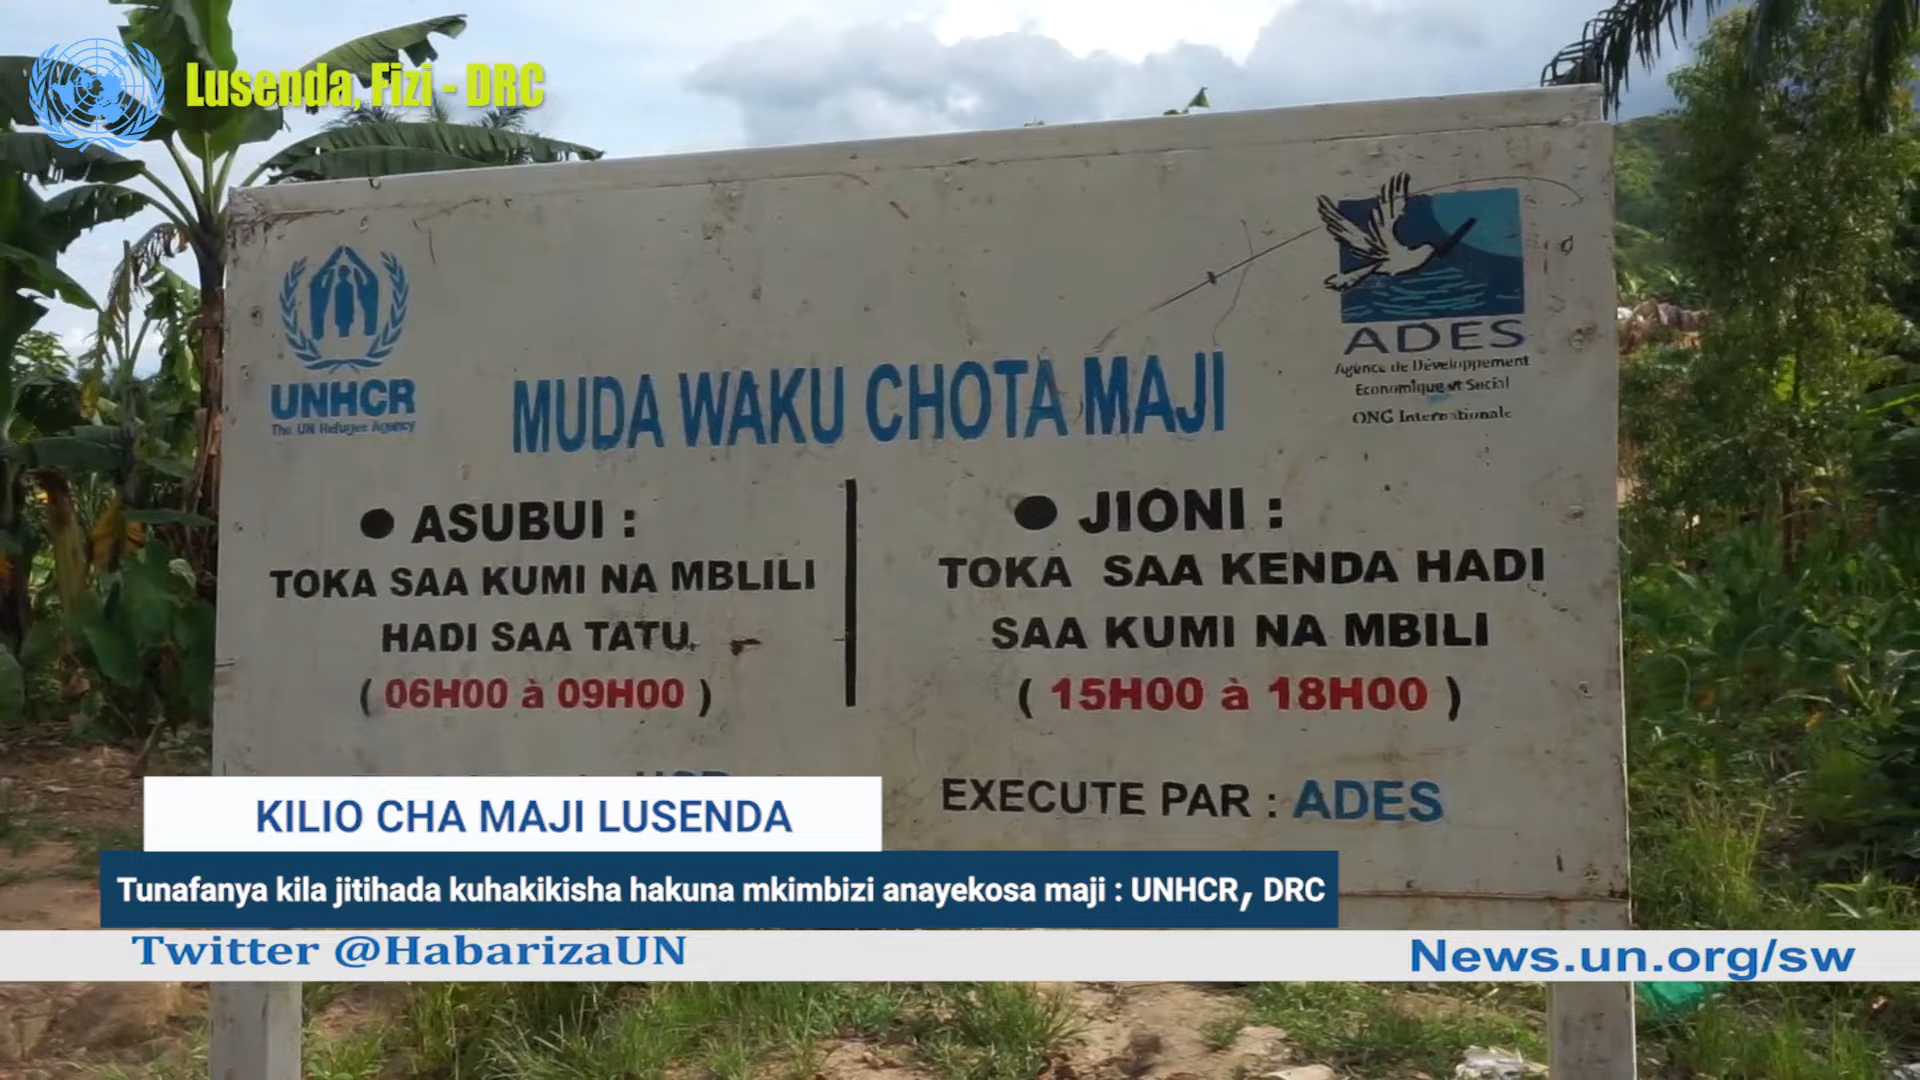 Lusenda, Fizi - DRC
UNHCR
The UN Refugee Agency
ADES
Agence de Développement
Economique et Social
ONG Internationale
MUDA WAKU CHOTA MAJI
● ASUBUI :
TOKA SAA KUMI NA MBLILI
HADI SAA TATU
( 06H00 à 09H00 )
● JIONI :
TOKA SAA KENDA HADI
SAA KUMI NA MBILI
( 15H00 à 18H00 )
EXECUTE PAR : ADES
KILIO CHA MAJI LUSENDA
Tunafanya kila jitihada kuhakikisha hakuna mkimbizi anayekosa maji : UNHCR, DRC
Twitter @HabarizaUN
News.un.org/sw